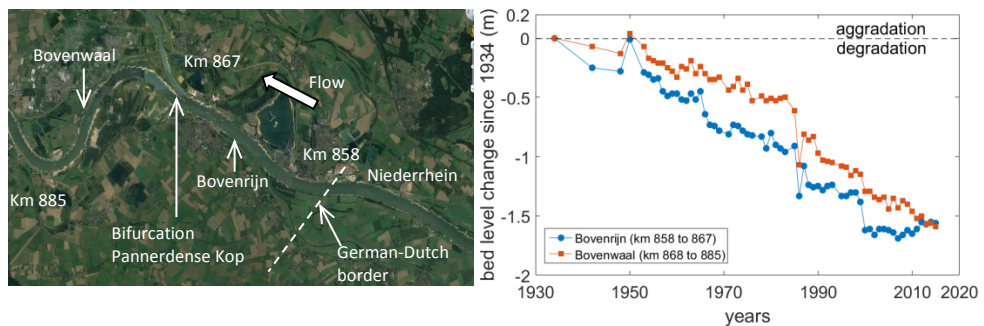 Bovenwaal
Km 867
Flow
Km 858
Niederrhein
Bovenrijn
Km 885
Bifurcation
Pannerdense Kop
German-Dutch
border
bed level change since 1934 (m)
0.2
0
-0.5
-1
-1.5
-2
aggradation
degradation
Bovenrijn (km 858 to 867)
Bovenwaal (km 868 to 885)
1930
1950
1970
1990
2010
2020
years